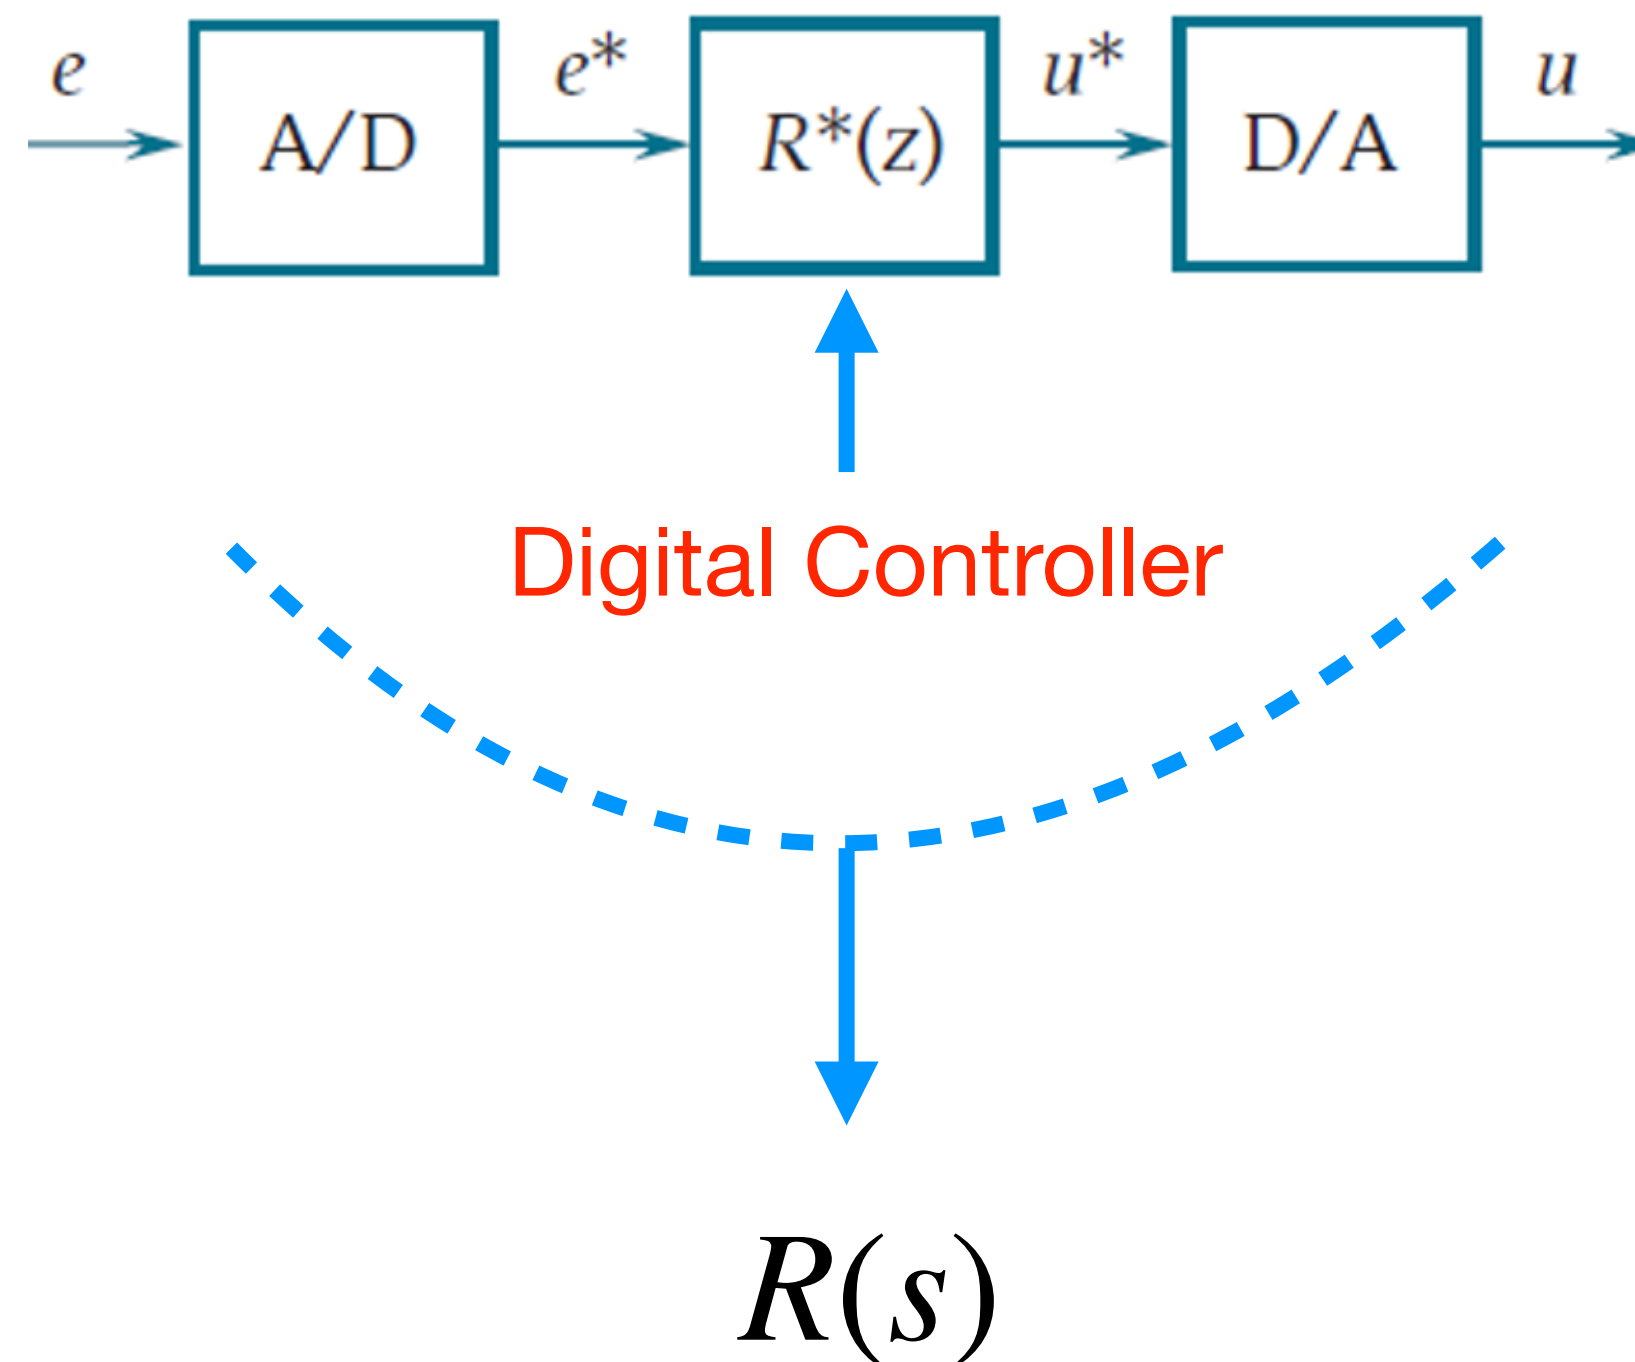 e e* u* u
A/D R*(z) D/A
Digital Controller
R(s)